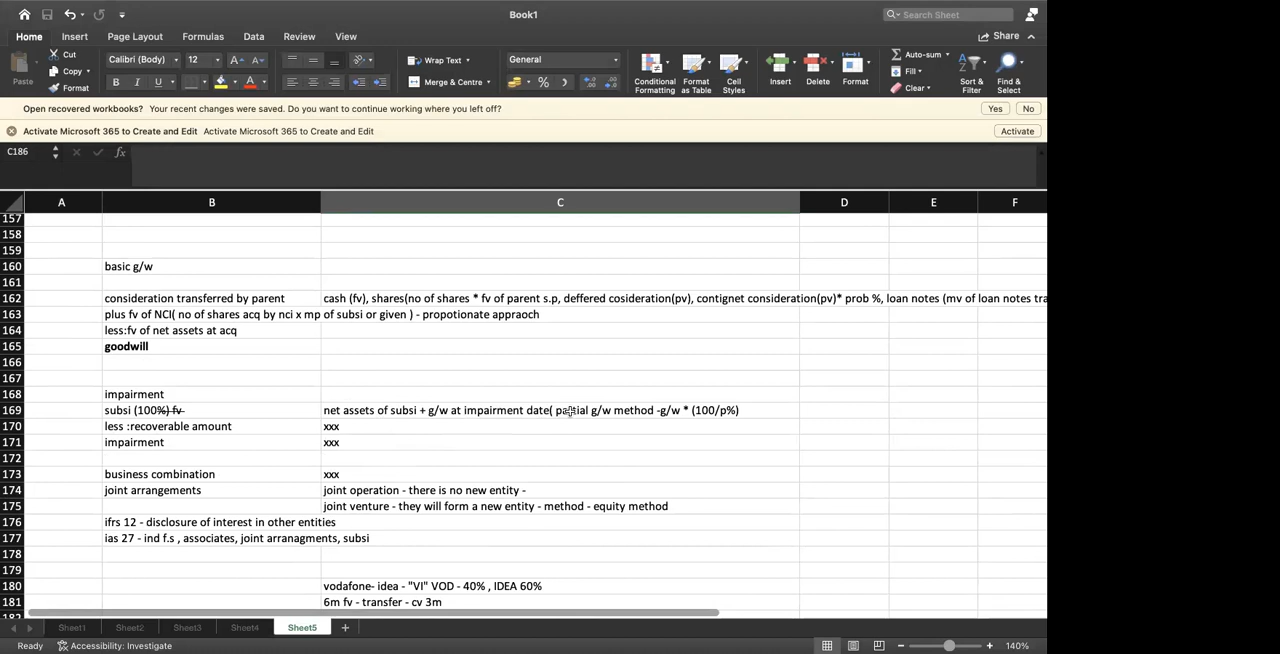 Book1
Search Sheet
Home Insert Page Layout Formulas Data Review View
Share
Paste
Cut
Copy
Format
Calibri (Body) 12
B I U
Wrap Text
Merge & Centre
General
Conditional Formatting
Format as Table
Cell Styles
Insert
Delete
Format
Auto-sum
Fill
Clear
Sort & Filter
Find & Select
Open recovered workbooks? Your recent changes were saved. Do you want to continue working where you left off? Yes No
Activate Microsoft 365 to Create and Edit Activate Microsoft 365 to Create and Edit Activate
C186 fx
A B C D E F
157
158
159
160 basic g/w
161
162 consideration transferred by parent cash (fv), shares(no of shares * fv of parent s.p, deffered cosideration(pv), contignet consideration(pv)* prob %, loan notes (mv of loan notes tra
163 plus fv of NCI( no of shares acq by nci x mp of subsi or given ) - propotionate appraoch
164 less:fv of net assets at acq
165 goodwill
166
167
168 impairment
169 subsi (100%) fv net assets of subsi + g/w at impairment date( partial g/w method -g/w * (100/p%)
170 less :recoverable amount xxx
171 impairment xxx
172
173 business combination xxx
174 joint arrangements joint operation - there is no new entity -
175 joint venture - they will form a new entity - method - equity method
176 ifrs 12 - disclosure of interest in other entities
177 ias 27 - ind f.s , associates, joint arranagments, subsi
178
179
180 vodafone- idea - "VI" VOD - 40% , IDEA 60%
181 6m fv - transfer - cv 3m
182
Sheet1 Sheet2 Sheet3 Sheet4 Sheet5 +
Ready Accessibility: Investigate 140%